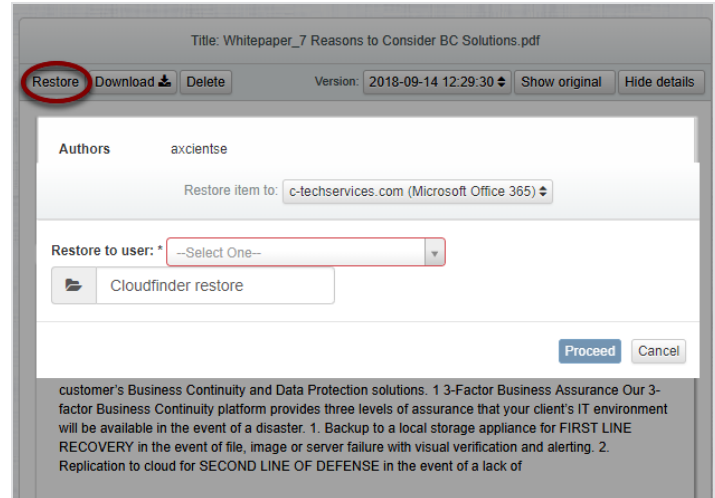 Title: Whitepaper_7 Reasons to Consider BC Solutions.pdf
Restore Download Delete Version: 2018-09-14 12:29:30 Show original Hide details
Authors axcientse
Restore item to: c-techservices.com (Microsoft Office 365)
Restore to user: * --Select One--
Cloudfinder restore
Proceed Cancel
customer's Business Continuity and Data Protection solutions. 1 3-Factor Business Assurance Our 3-
factor Business Continuity platform provides three levels of assurance that your client's IT environment
will be available in the event of a disaster. 1. Backup to a local storage appliance for FIRST LINE
RECOVERY in the event of file, image or server failure with visual verification and alerting. 2.
Replication to cloud for SECOND LINE OF DEFENSE in the event of a lack of